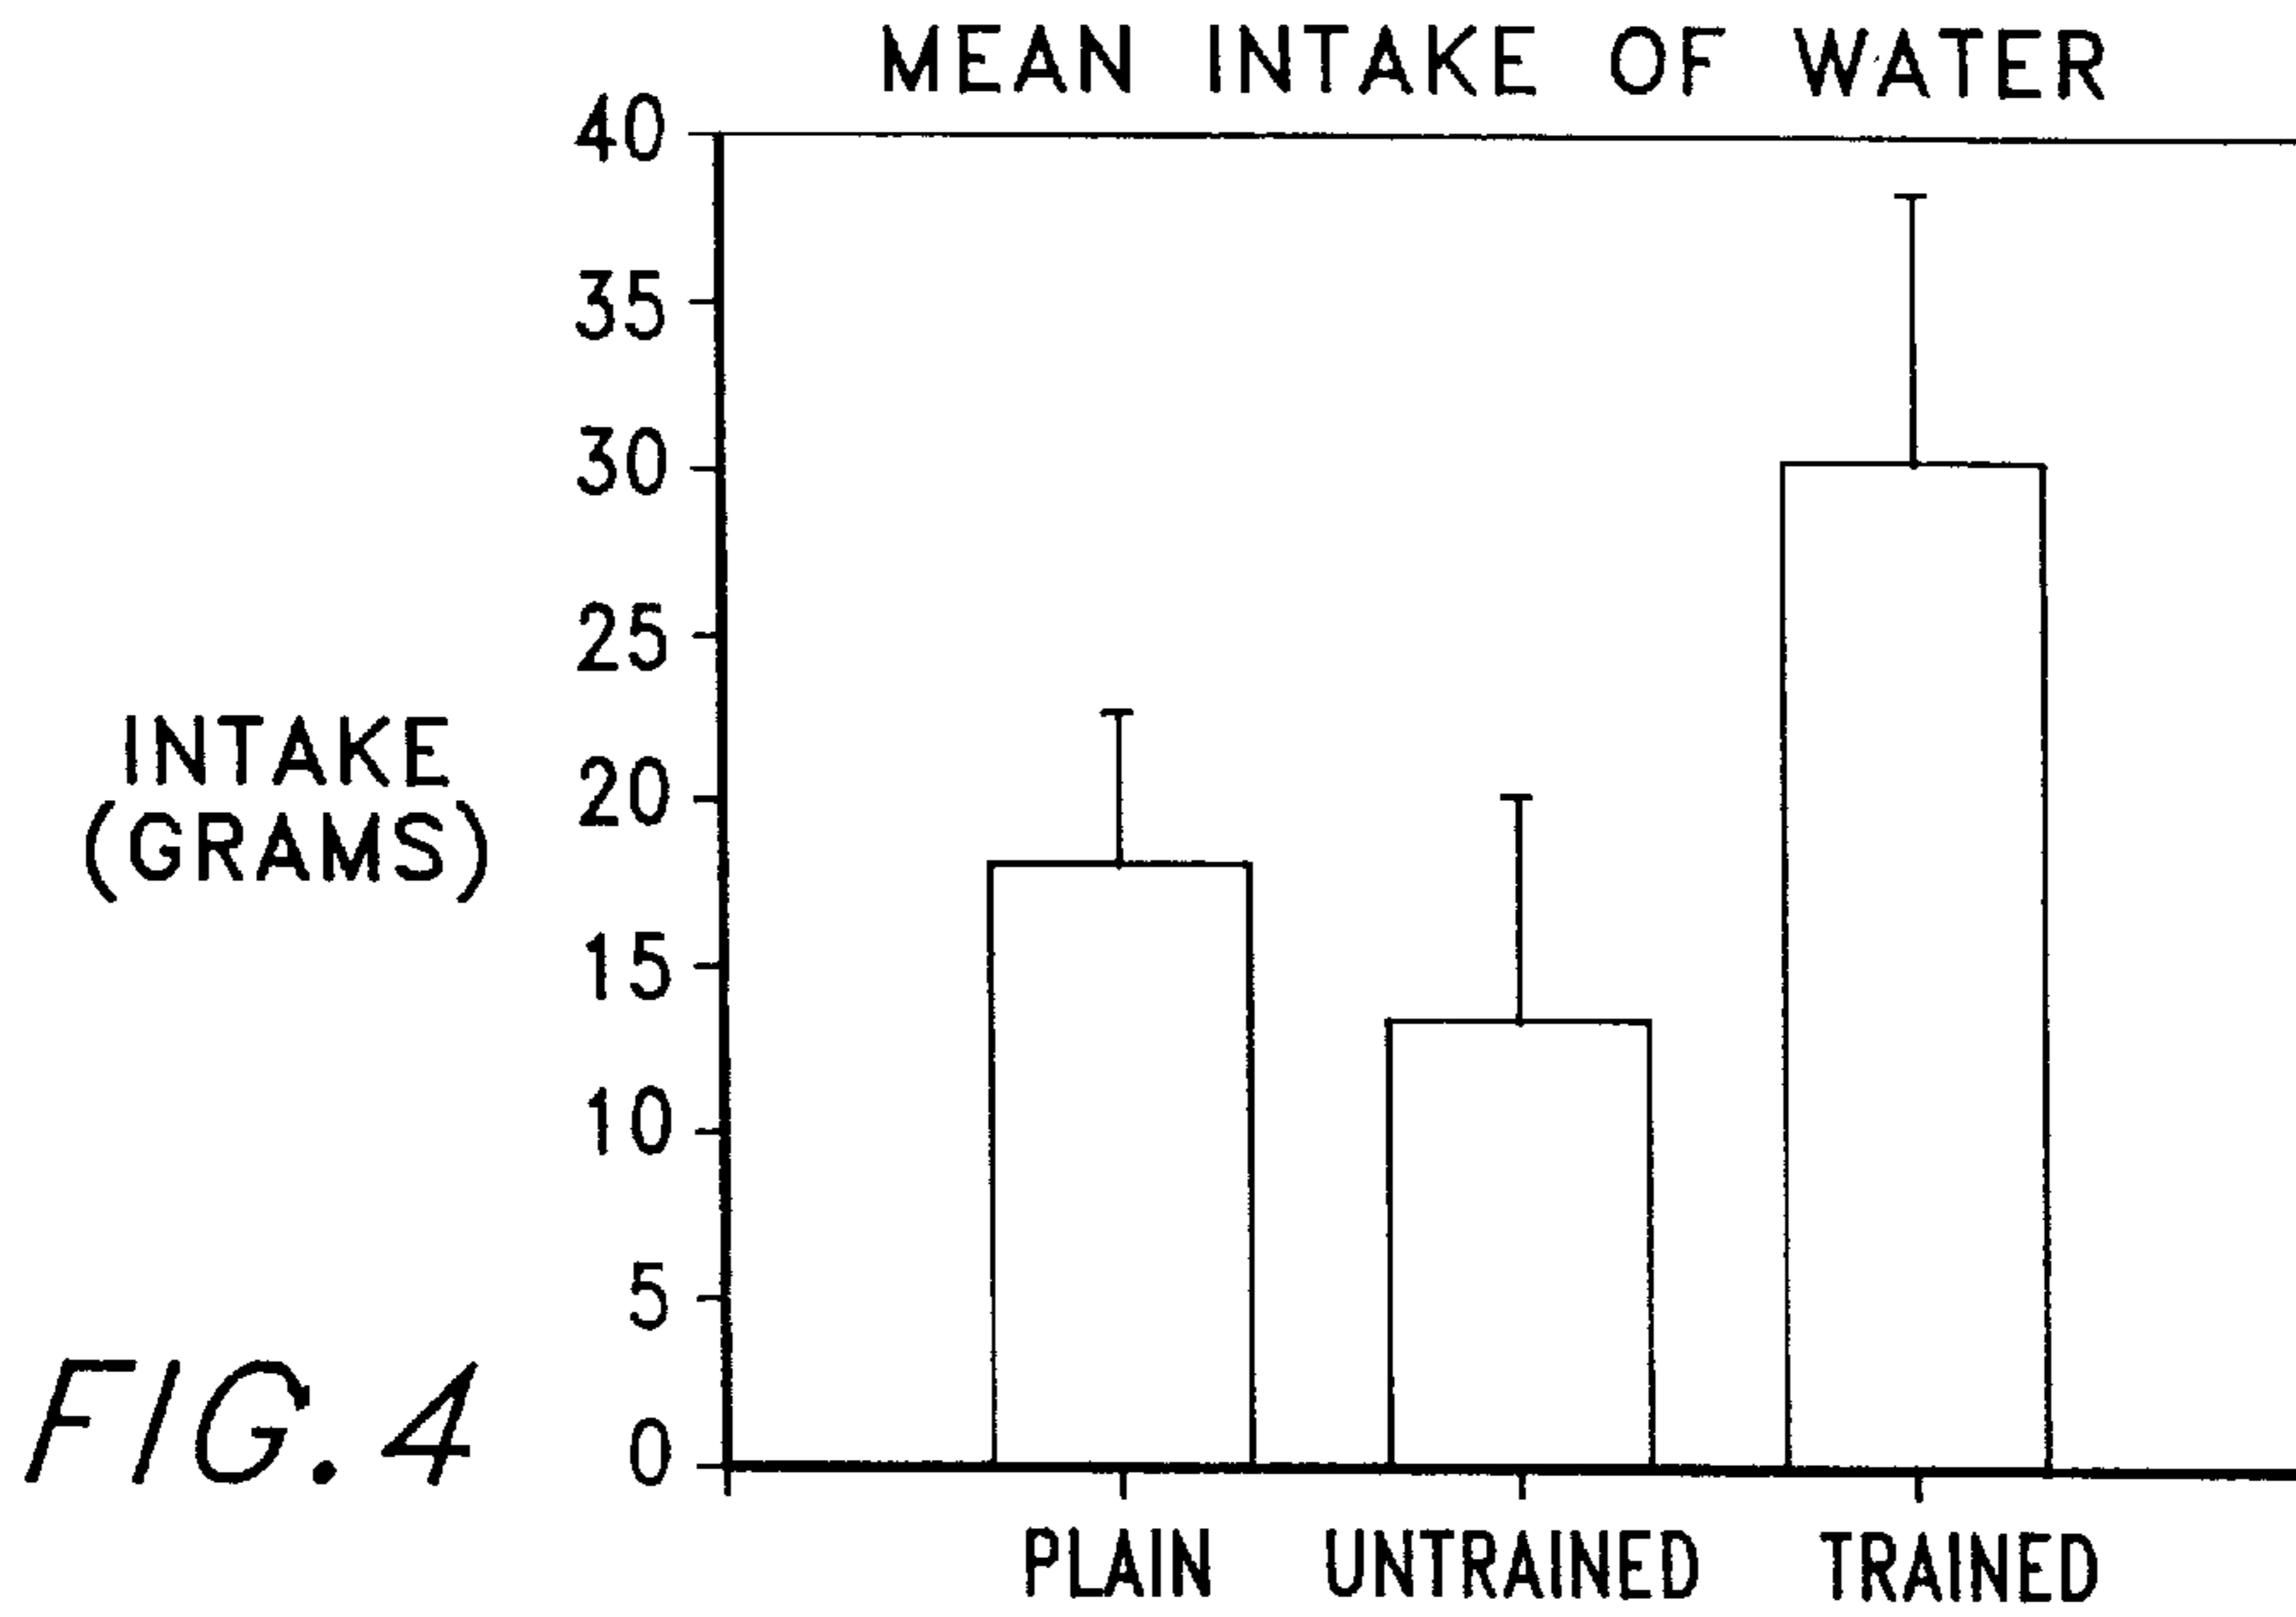 MEAN INTAKE OF WATER
40
35
30
25
20
15
10
5
0
INTAKE
(GRAMS)
PLAIN UNTRAINED TRAINED
FIG.4